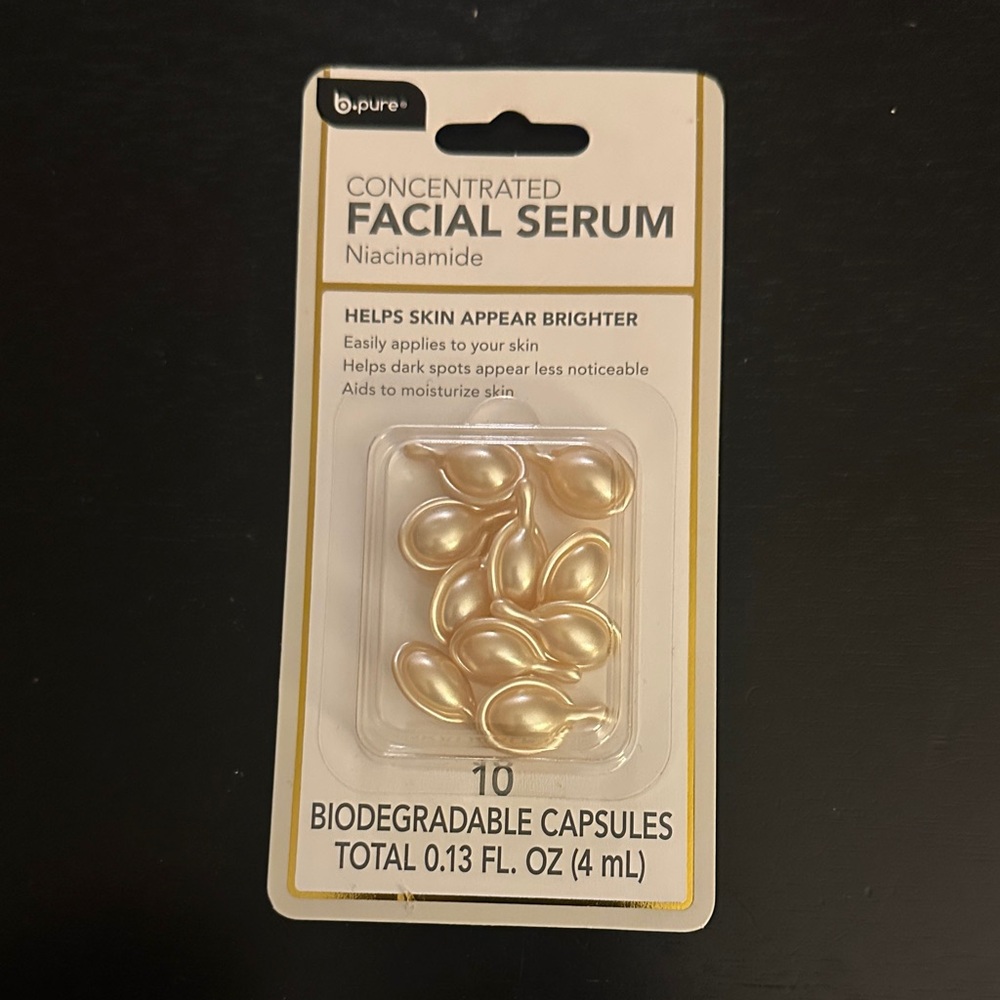 b.pure®
CONCENTRATED
FACIAL SERUM
Niacinamide
HELPS SKIN APPEAR BRIGHTER
Easily applies to your skin
Helps dark spots appear less noticeable
Aids to moisturize skin
10
BIODEGRADABLE CAPSULES
TOTAL 0.13 FL. OZ (4 mL)